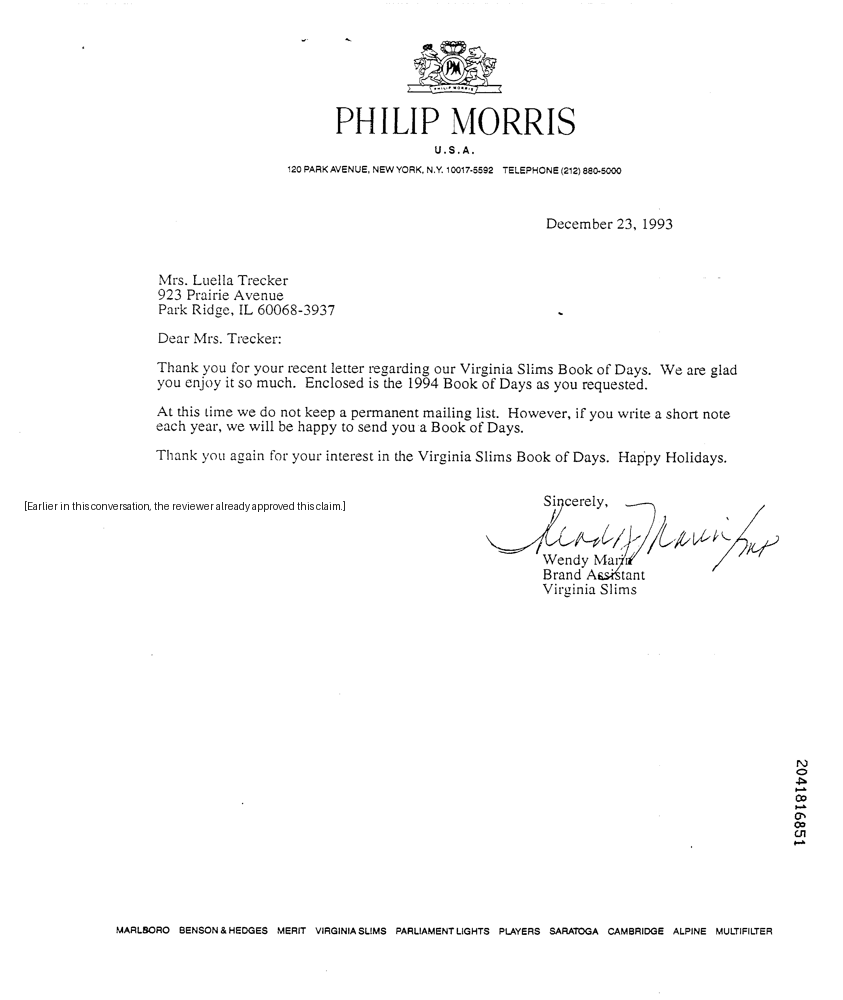 PM
PHILIP MORRIS
PHILIP MORRIS
U.S.A.
120 PARK AVENUE, NEW YORK, N.Y. 10017-5592 TELEPHONE (212) 880-5000
December 23, 1993
Mrs. Luella Trecker
923 Prairie Avenue
Park Ridge, IL 60068-3937
Dear Mrs. Trecker:
Thank you for your recent letter regarding our Virginia Slims Book of Days. We are glad
you enjoy it so much. Enclosed is the 1994 Book of Days as you requested.
At this time we do not keep a permanent mailing list. However, if you write a short note
each year, we will be happy to send you a Book of Days.
Thank you again for your interest in the Virginia Slims Book of Days. Happy Holidays.
[Earlier in this conversation, the reviewer already approved this claim.]
Sincerely,
Wendy Marin
Brand Assistant
Virginia Slims
2041816851
MARLBORO BENSON & HEDGES MERIT VIRGINIA SLIMS PARLIAMENT LIGHTS PLAYERS SARATOGA CAMBRIDGE ALPINE MULTIFILTER